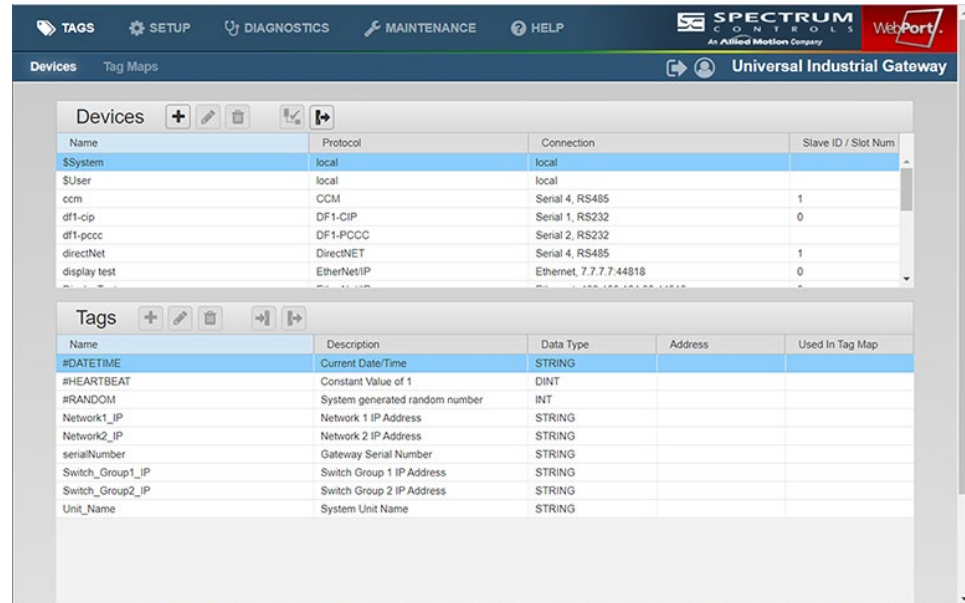 TAGS SETUP DIAGNOSTICS MAINTENANCE HELP SPECTRUM CONTROLS An Allied Motion Company WebPort.
Devices Tag Maps Universal Industrial Gateway
Devices
Name Protocol Connection Slave ID / Slot Num
$System local local
$User local local
ccm CCM Serial 4, RS485 1
df1-cip DF1-CIP Serial 1, RS232 0
df1-pccc DF1-PCCC Serial 2, RS232
directNet DirectNET Serial 4, RS485 1
display test EtherNet/IP Ethernet, 7.7.7.7:44818 0
Tags
Name Description Data Type Address Used In Tag Map
#DATETIME Current Date/Time STRING
#HEARTBEAT Constant Value of 1 DINT
#RANDOM System generated random number INT
Network1_IP Network 1 IP Address STRING
Network2_IP Network 2 IP Address STRING
serialNumber Gateway Serial Number STRING
Switch_Group1_IP Switch Group 1 IP Address STRING
Switch_Group2_IP Switch Group 2 IP Address STRING
Unit_Name System Unit Name STRING